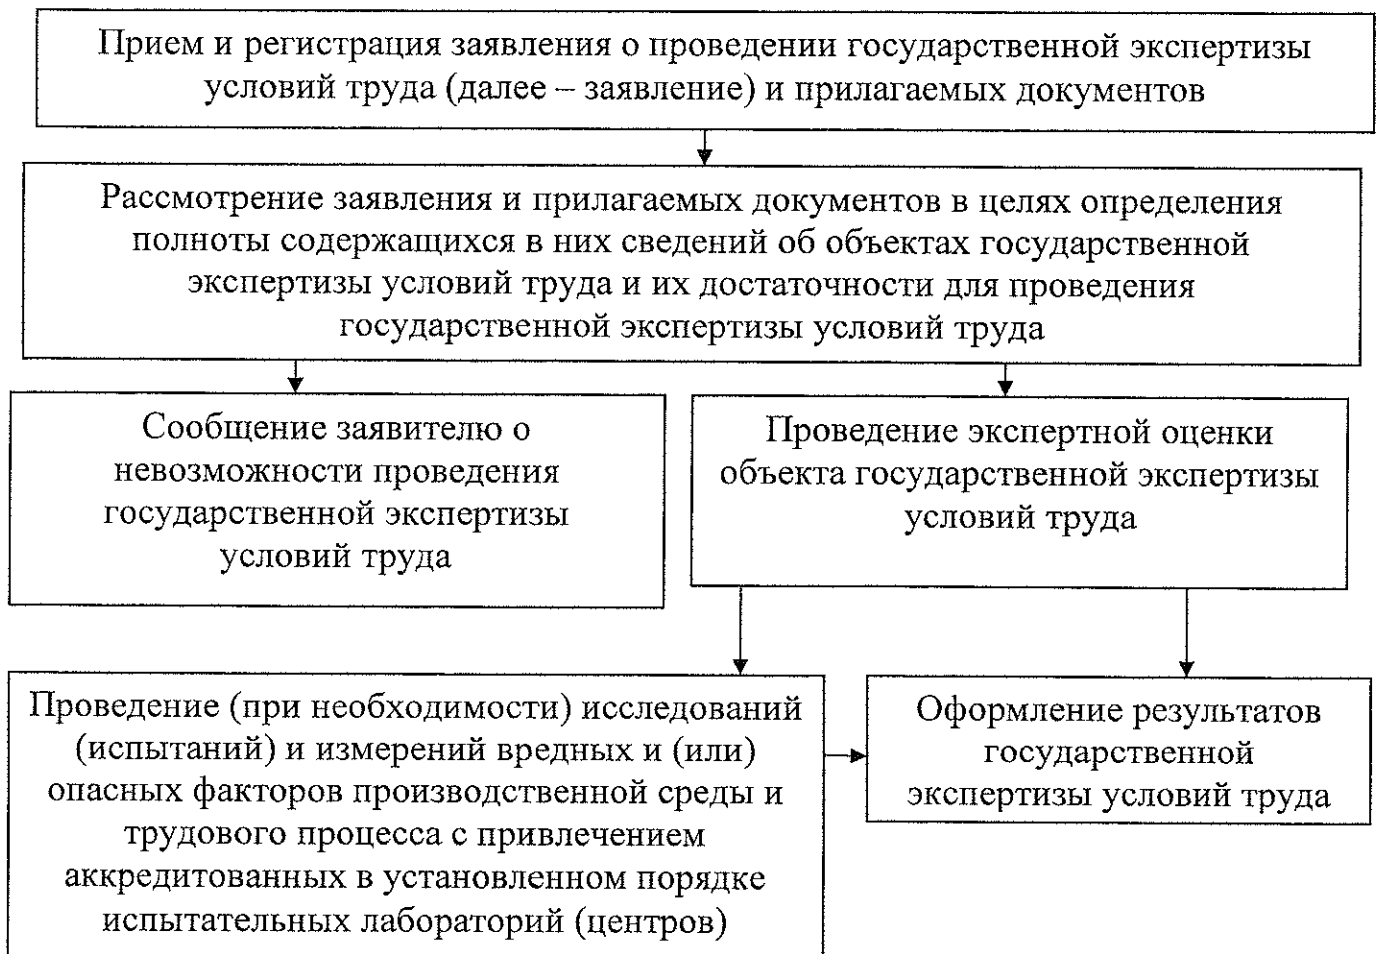 Прием и регистрация заявления о проведении государственной экспертизы
условий труда (далее – заявление) и прилагаемых документов
Рассмотрение заявления и прилагаемых документов в целях определения
полноты содержащихся в них сведений об объектах государственной
экспертизы условий труда и их достаточности для проведения
государственной экспертизы условий труда
Сообщение заявителю о
невозможности проведения
государственной экспертизы
условий труда
Проведение экспертной оценки
объекта государственной экспертизы
условий труда
Проведение (при необходимости) исследований
(испытаний) и измерений вредных и (или)
опасных факторов производственной среды и
трудового процесса с привлечением
аккредитованных в установленном порядке
испытательных лабораторий (центров)
Оформление результатов
государственной
экспертизы условий труда